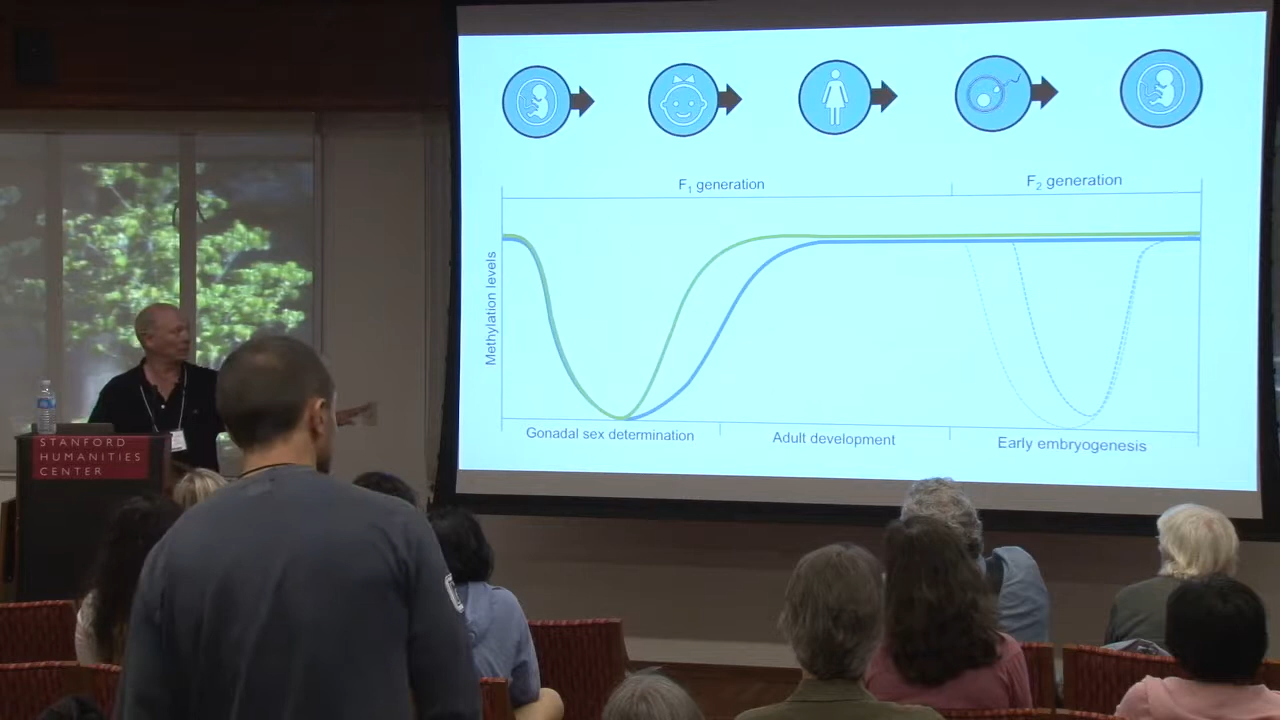 F1 generation
F2 generation
Methylation levels
Gonadal sex determination
Adult development
Early embryogenesis
STANFORD
HUMANITIES
CENTER